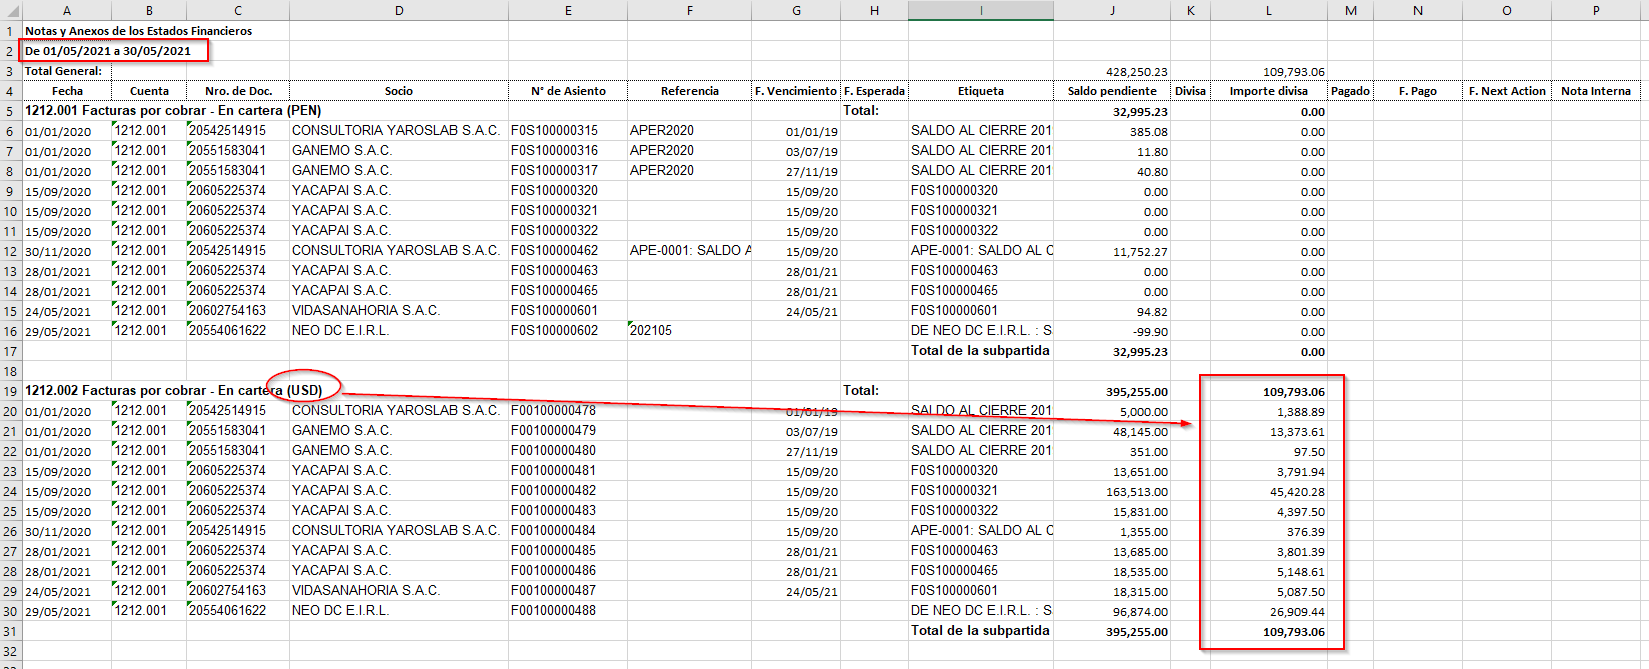 A B C D E F G H I J K L M N O P
1 Notas y Anexos de los Estados Financieros
2 De 01/05/2021 a 30/05/2021
3 Total General: 428,250.23 109,793.06
4 Fecha Cuenta Nro. de Doc. Socio N° de Asiento Referencia F. Vencimiento F. Esperada Etiqueta Saldo pendiente Divisa Importe divisa Pagado F. Pago F. Next Action Nota Interna
5 1212.001 Facturas por cobrar - En cartera (PEN) Total: 32,995.23 0.00
6 01/01/2020 1212.001 20542514915 CONSULTORIA YAROSLAB S.A.C. F0S100000315 APER2020 01/01/19 SALDO AL CIERRE 201 385.08 0.00
7 01/01/2020 1212.001 20551583041 GANEMO S.A.C. F0S100000316 APER2020 03/07/19 SALDO AL CIERRE 201 11.80 0.00
8 01/01/2020 1212.001 20551583041 GANEMO S.A.C. F0S100000317 APER2020 27/11/19 SALDO AL CIERRE 201 40.80 0.00
9 15/09/2020 1212.001 20605225374 YACAPAI S.A.C. F0S100000320 15/09/20 F0S100000320 0.00 0.00
10 15/09/2020 1212.001 20605225374 YACAPAI S.A.C. F0S100000321 15/09/20 F0S100000321 0.00 0.00
11 15/09/2020 1212.001 20605225374 YACAPAI S.A.C. F0S100000322 15/09/20 F0S100000322 0.00 0.00
12 30/11/2020 1212.001 20542514915 CONSULTORIA YAROSLAB S.A.C. F0S100000462 APE-0001: SALDO A 15/09/20 APE-0001: SALDO AL C 11,752.27 0.00
13 28/01/2021 1212.001 20605225374 YACAPAI S.A.C. F0S100000463 28/01/21 F0S100000463 0.00 0.00
14 28/01/2021 1212.001 20605225374 YACAPAI S.A.C. F0S100000465 28/01/21 F0S100000465 0.00 0.00
15 24/05/2021 1212.001 20602754163 VIDASANAHORIA S.A.C. F0S100000601 24/05/21 F0S100000601 94.82 0.00
16 29/05/2021 1212.001 20554061622 NEO DC E.I.R.L. F0S100000602 202105 DE NEO DC E.I.R.L. : S -99.90 0.00
17 Total de la subpartida 32,995.23 0.00
18
19 1212.002 Facturas por cobrar - En cartera (USD) Total: 395,255.00 109,793.06
20 01/01/2020 1212.001 20542514915 CONSULTORIA YAROSLAB S.A.C. F00100000478 01/01/19 SALDO AL CIERRE 201 5,000.00 1,388.89
21 01/01/2020 1212.001 20551583041 GANEMO S.A.C. F00100000479 03/07/19 SALDO AL CIERRE 201 48,145.00 13,373.61
22 01/01/2020 1212.001 20551583041 GANEMO S.A.C. F00100000480 27/11/19 SALDO AL CIERRE 201 351.00 97.50
23 15/09/2020 1212.001 20605225374 YACAPAI S.A.C. F00100000481 15/09/20 F0S100000320 13,651.00 3,791.94
24 15/09/2020 1212.001 20605225374 YACAPAI S.A.C. F00100000482 15/09/20 F0S100000321 163,513.00 45,420.28
25 15/09/2020 1212.001 20605225374 YACAPAI S.A.C. F00100000483 15/09/20 F0S100000322 15,831.00 4,397.50
26 30/11/2020 1212.001 20542514915 CONSULTORIA YAROSLAB S.A.C. F00100000484 15/09/20 APE-0001: SALDO AL C 1,355.00 376.39
27 28/01/2021 1212.001 20605225374 YACAPAI S.A.C. F00100000485 28/01/21 F0S100000463 13,685.00 3,801.39
28 28/01/2021 1212.001 20605225374 YACAPAI S.A.C. F00100000486 28/01/21 F0S100000465 18,535.00 5,148.61
29 24/05/2021 1212.001 20602754163 VIDASANAHORIA S.A.C. F00100000487 24/05/21 F0S100000601 18,315.00 5,087.50
30 29/05/2021 1212.001 20554061622 NEO DC E.I.R.L. F00100000488 DE NEO DC E.I.R.L. : S 96,874.00 26,909.44
31 Total de la subpartida 395,255.00 109,793.06
32